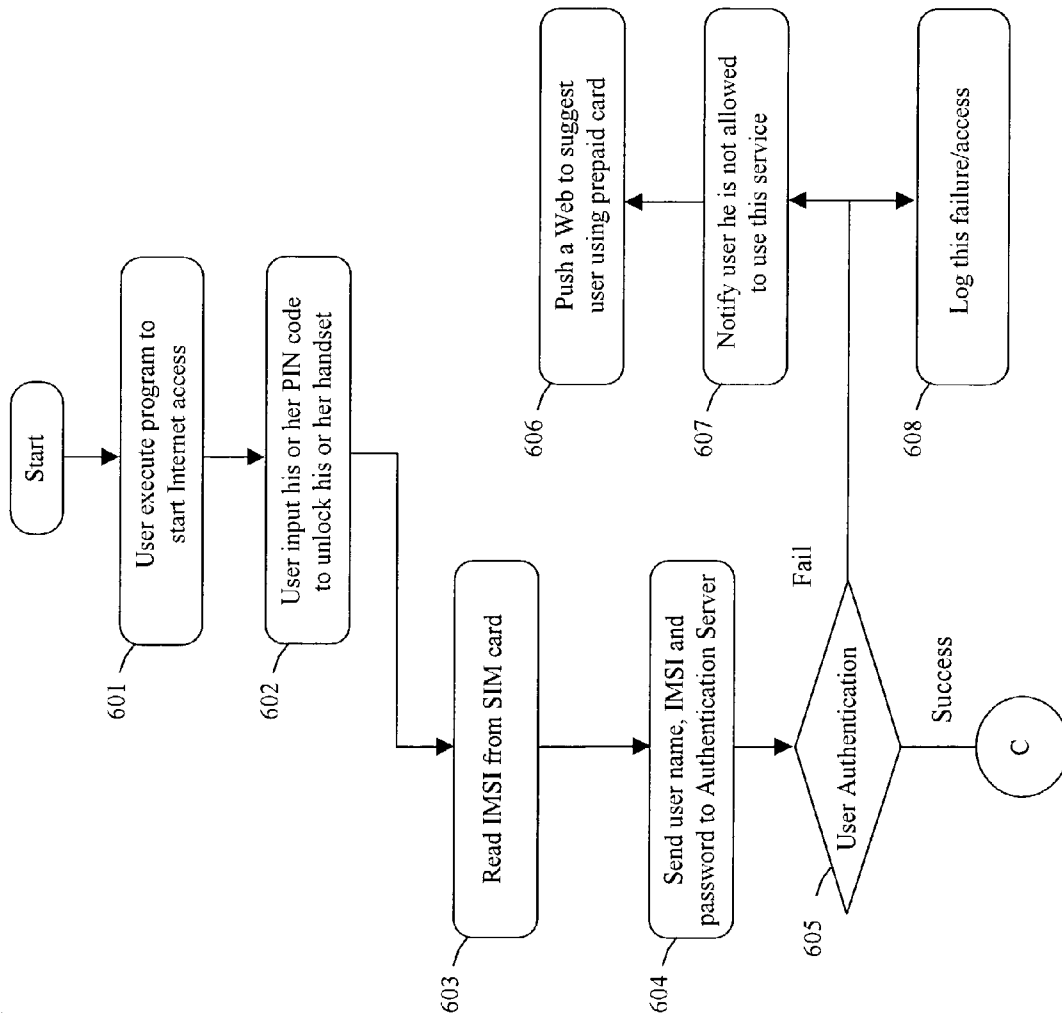 Start
User execute program to
start Internet access
601
User input his or her PIN code
to unlock his or her handset
602
Read IMSI from SIM card
603
Send user name, IMSI and
password to Authentication Server
604
User Authentication
605
Fail
Success
C
Push a Web to suggest
user using prepaid card
606
Notify user he is not allowed
to use this service
607
Log this failure/access
608